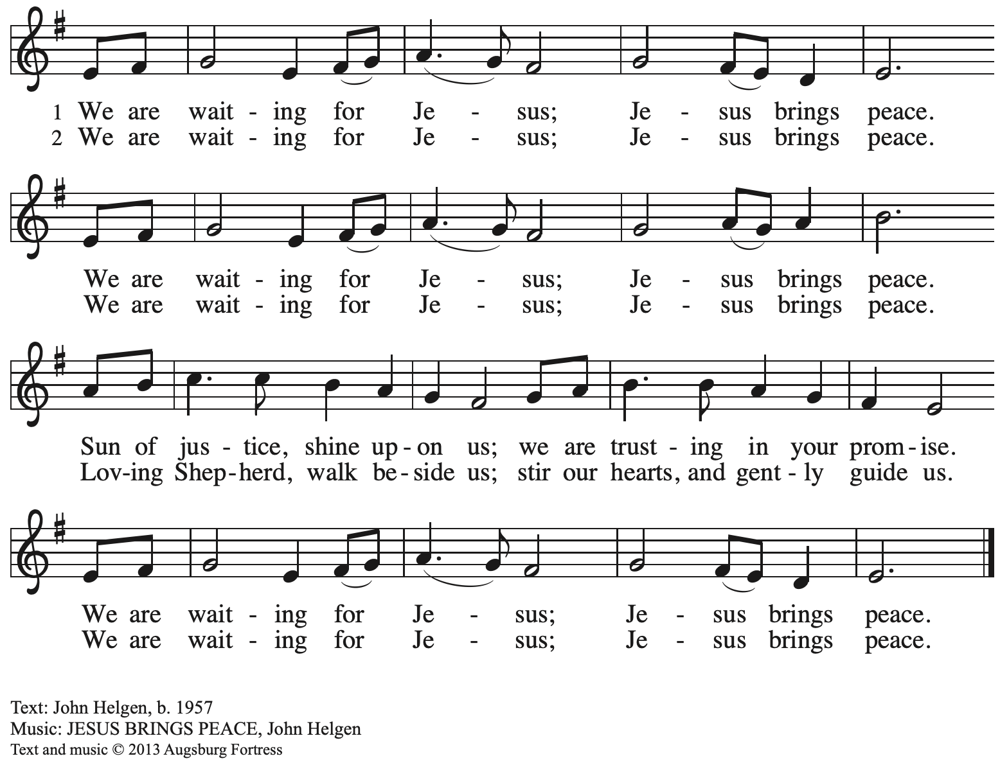 1 We are wait - ing for Je - sus; Je - sus brings peace.
2 We are wait - ing for Je - sus; Je - sus brings peace.
We are wait - ing for Je - sus; Je - sus brings peace.
We are wait - ing for Je - sus; Je - sus brings peace.
Sun of jus - tice, shine up - on us; we are trust - ing in your prom - ise.
Lov - ing Shep - herd, walk be - side us; stir our hearts, and gent - ly guide us.
We are wait - ing for Je - sus; Je - sus brings peace.
We are wait - ing for Je - sus; Je - sus brings peace.
Text: John Helgen, b. 1957
Music: JESUS BRINGS PEACE, John Helgen
Text and music © 2013 Augsburg Fortress